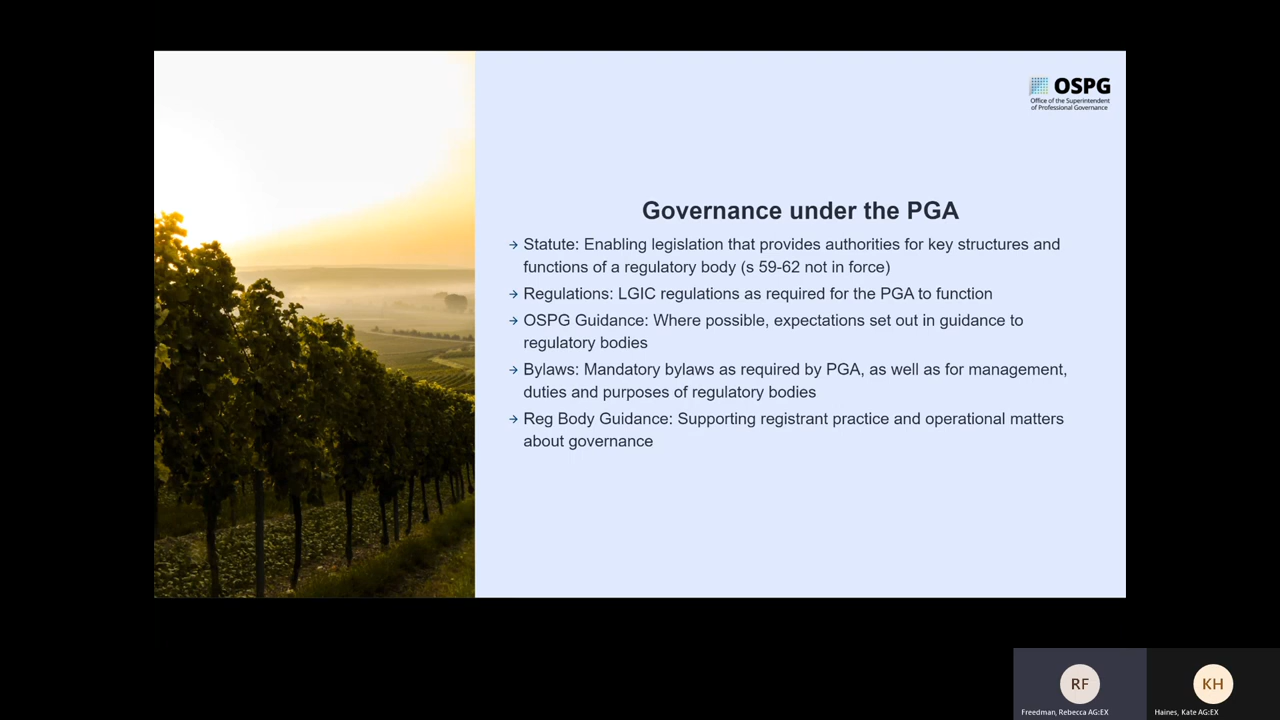 OSPG
Office of the Superintendent
of Professional Governance
Governance under the PGA
→ Statute: Enabling legislation that provides authorities for key structures and
functions of a regulatory body (s 59-62 not in force)
→ Regulations: LGIC regulations as required for the PGA to function
→ OSPG Guidance: Where possible, expectations set out in guidance to
regulatory bodies
→ Bylaws: Mandatory bylaws as required by PGA, as well as for management,
duties and purposes of regulatory bodies
→ Reg Body Guidance: Supporting registrant practice and operational matters
about governance
RF
Freedman, Rebecca AG:EX
KH
Haines, Kate AG:EX